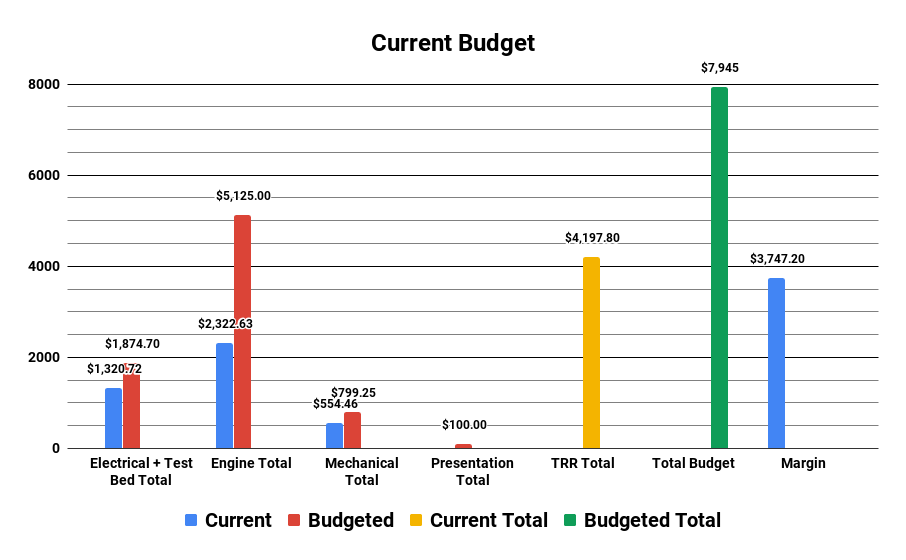 Current Budget
$7,945
8000
6000
$5,125.00
$4,197.80
4000
$3,747.20
$2,322.63
2000
$1,874.70
$1,320.72
$799.25
$554.46
$100.00
0
Electrical + Test
Bed Total
Engine Total
Mechanical
Total
Presentation
Total
TRR Total
Total Budget
Margin
Current
Budgeted
Current Total
Budgeted Total